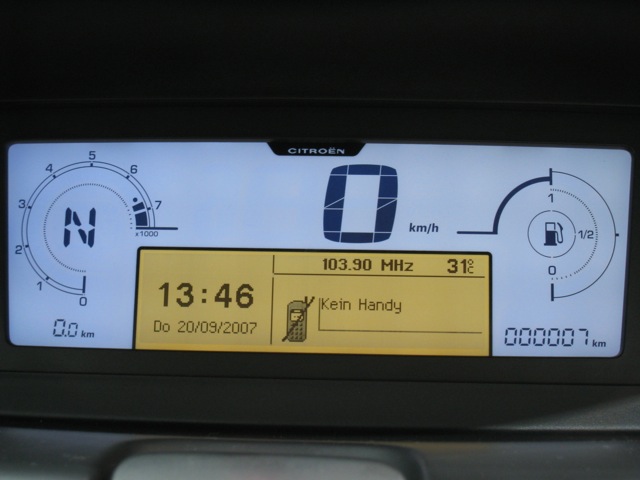 CITROËN
6
5
4
3
2
1
0
7
x1000
N
0
km/h
1
1/2
0
103.90 MHz 31°C
13:46
Do 20/09/2007
Kein Handy
0.0 km
000007 km